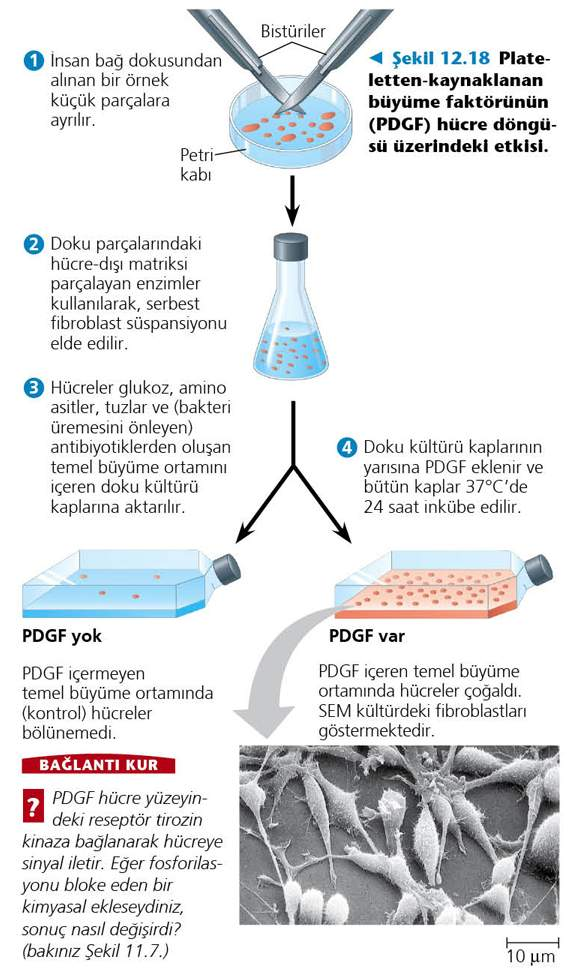 Bistüriler
1 İnsan bağ dokusundan
alınan bir örnek
küçük parçalara
ayrılır.
Petri
kabı
◄ Şekil 12.18 Plate-
letten-kaynaklanan
büyüme faktörünün
(PDGF) hücre döngü-
sü üzerindeki etkisi.
2 Doku parçalarındaki
hücre-dışı matriksi
parçalayan enzimler
kullanılarak, serbest
fibroblast süspansiyonu
elde edilir.
3 Hücreler glukoz, amino
asitler, tuzlar ve (bakteri
üremesini önleyen)
antibiyotiklerden oluşan
temel büyüme ortamını
içeren doku kültürü
kaplarına aktarılır.
4 Doku kültürü kaplarının
yarısına PDGF eklenir ve
bütün kaplar 37°C’de
24 saat inkübe edilir.
PDGF yok
PDGF içermeyen
temel büyüme ortamında
(kontrol) hücreler
bölünemedi.
PDGF var
PDGF içeren temel büyüme
ortamında hücreler çoğaldı.
SEM kültürdeki fibroblastları
göstermektedir.
BAĞLANTI KUR
? PDGF hücre yüzeyin-
deki reseptör tirozin
kinaza bağlanarak hücreye
sinyal iletir. Eğer fosforilas-
yonu bloke eden bir
kimyasal ekleseydiniz,
sonuç nasıl değişirdi?
(bakınız Şekil 11.7.)
10 µm